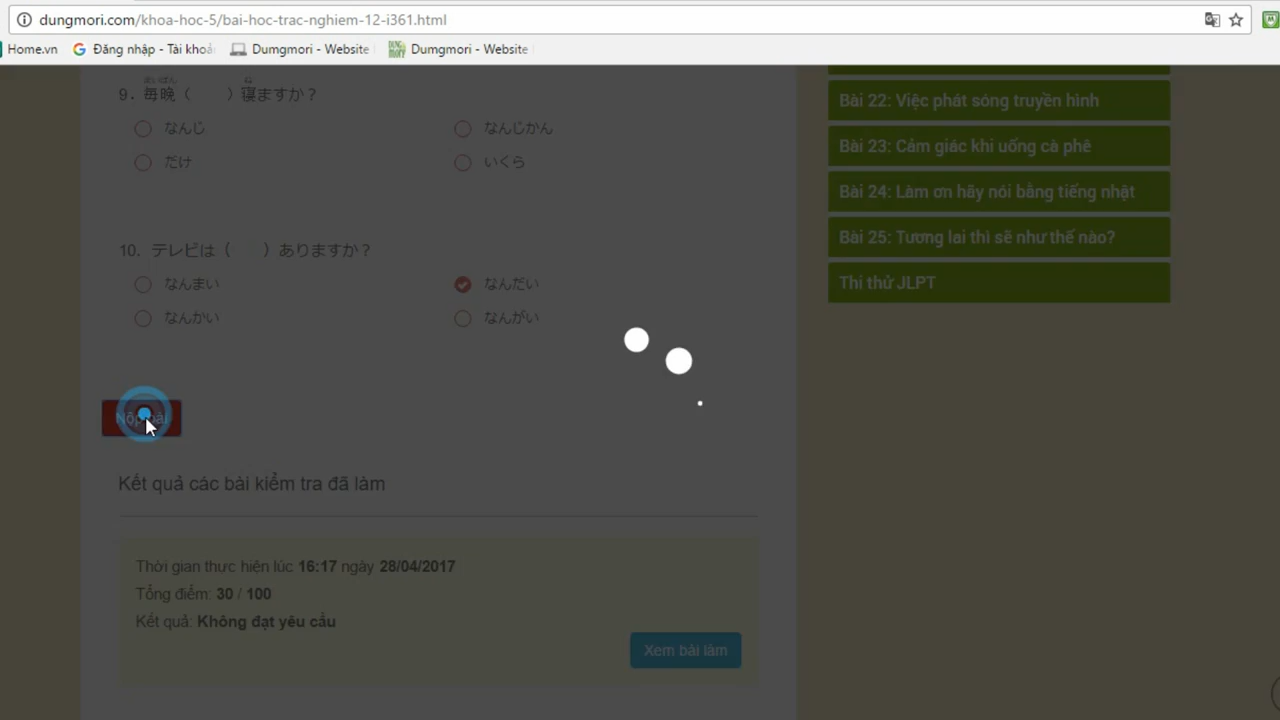 dungmori.com/khoa-hoc-5/bai-hoc-trac-nghiem-12-i361.html
Home.vn Đăng nhập - Tài khoả Dumgmori - Website Dumgmori - Website
まいばん ね
9. 毎晩（　　）寝ますか？
なんじ なんじかん
だけ いくら
10. テレビは（　　）ありますか？
なんまい なんだい
なんかい なんがい
Nộp bài
Kết quả các bài kiểm tra đã làm
Thời gian thực hiện lúc 16:17 ngày 28/04/2017
Tổng điểm: 30 / 100
Kết quả: Không đạt yêu cầu
Xem bài làm
Bài 22: Việc phát sóng truyền hình
Bài 23: Cảm giác khi uống cà phê
Bài 24: Làm ơn hãy nói bằng tiếng nhật
Bài 25: Tương lai thì sẽ như thế nào?
Thi thử JLPT